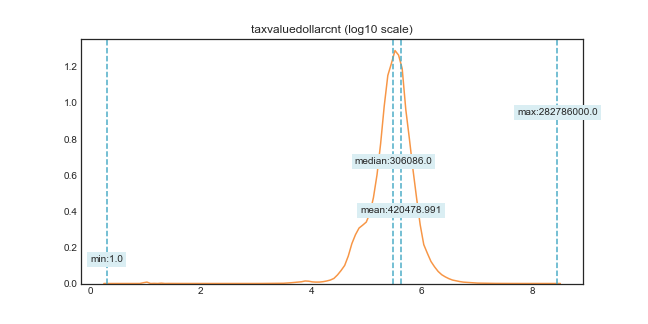 taxvaluedollarcnt (log10 scale)
1.2
1.0
max:282786000.0
0.8
median:306086.0
0.6
0.4
mean:420478.991
0.2
min:1.0
0.0
0 2 4 6 8